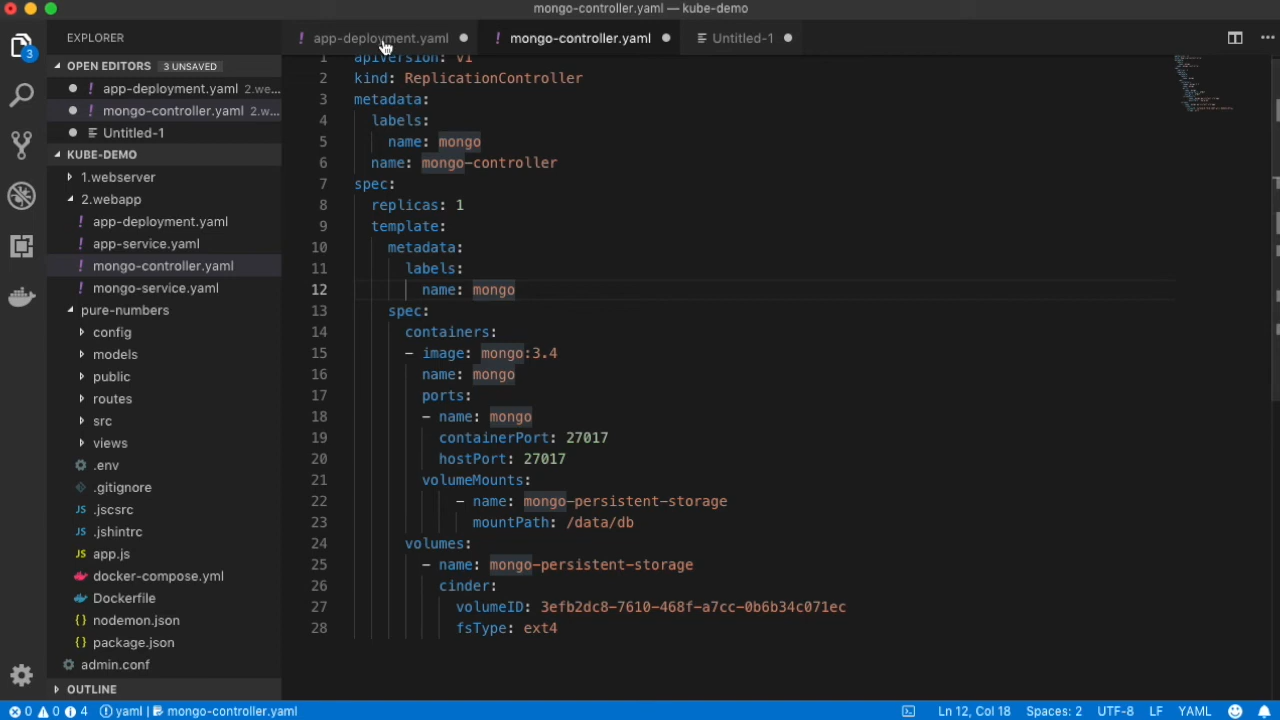 mongo-controller.yaml — kube-demo
EXPLORER
! app-deployment.yaml
! mongo-controller.yaml
Untitled-1
3
OPEN EDITORS 3 UNSAVED
! app-deployment.yaml 2.we...
! mongo-controller.yaml 2.w...
Untitled-1
KUBE-DEMO
1.webserver
2.webapp
! app-deployment.yaml
! app-service.yaml
! mongo-controller.yaml
! mongo-service.yaml
pure-numbers
config
models
public
routes
src
views
.env
.gitignore
.jscsrc
.jshintrc
JS app.js
docker-compose.yml
Dockerfile
{} nodemon.json
{} package.json
admin.conf
OUTLINE
1 apiVersion: v1
2 kind: ReplicationController
3 metadata:
4 labels:
5 name: mongo
6 name: mongo-controller
7 spec:
8 replicas: 1
9 template:
10 metadata:
11 labels:
12 name: mongo
13 spec:
14 containers:
15 - image: mongo:3.4
16 name: mongo
17 ports:
18 - name: mongo
19 containerPort: 27017
20 hostPort: 27017
21 volumeMounts:
22 - name: mongo-persistent-storage
23 mountPath: /data/db
24 volumes:
25 - name: mongo-persistent-storage
26 cinder:
27 volumeID: 3efb2dc8-7610-468f-a7cc-0b6b34c071ec
28 fsType: ext4
0 0 4 yaml | mongo-controller.yaml Ln 12, Col 18 Spaces: 2 UTF-8 LF YAML